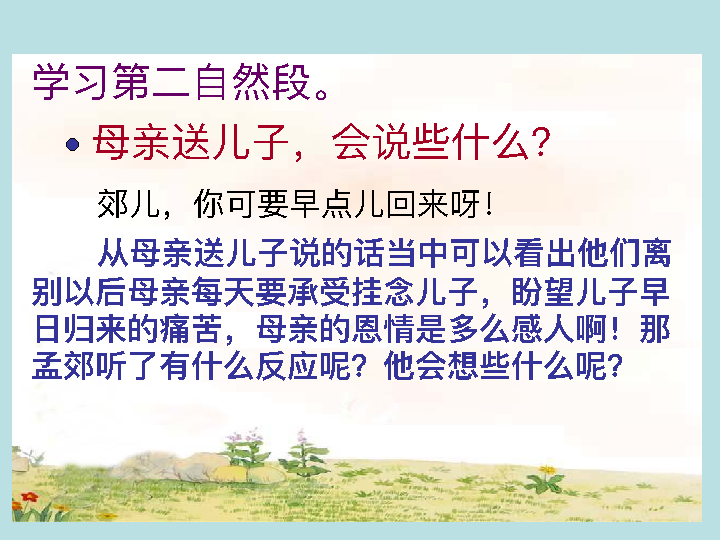 学习第二自然段。
母亲送儿子，会说些什么？
郊儿，你可要早点儿回来呀！
从母亲送儿子说的话当中可以看出他们离
别以后母亲每天要承受挂念儿子，盼望儿子早
日归来的痛苦，母亲的恩情是多么感人啊！那
孟郊听了有什么反应呢？他会想些什么呢？